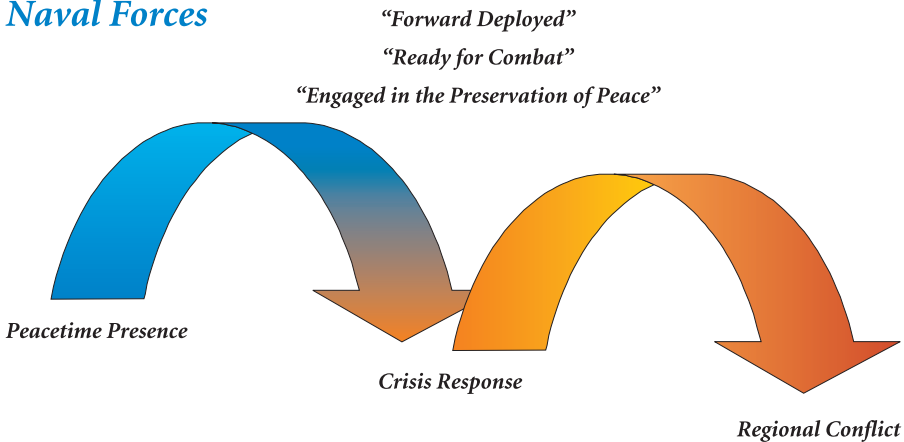 Naval Forces
“Forward Deployed”
“Ready for Combat”
“Engaged in the Preservation of Peace”
Peacetime Presence
Crisis Response
Regional Conflict